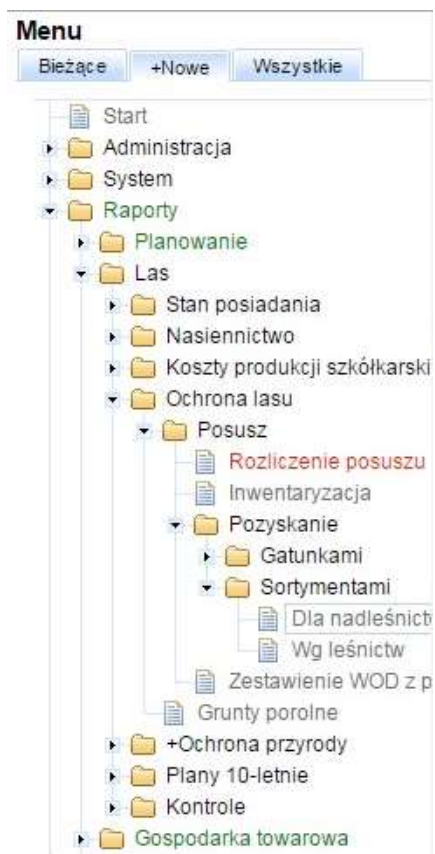 Menu
Bieżące +Nowe Wszystkie
Start
Administracja
System
Raporty
Planowanie
Las
Stan posiadania
Nasiennictwo
Koszty produkcji szkółkarski
Ochrona lasu
Posusz
Rozliczenie posuszu
Inwentaryzacja
Pozyskanie
Gatunkami
Sortymentami
Dla nadleśnict
Wg leśnictw
Zestawienie WOD z p
Grunty porolne
+Ochrona przyrody
Plany 10-letnie
Kontrole
Gospodarka towarowa